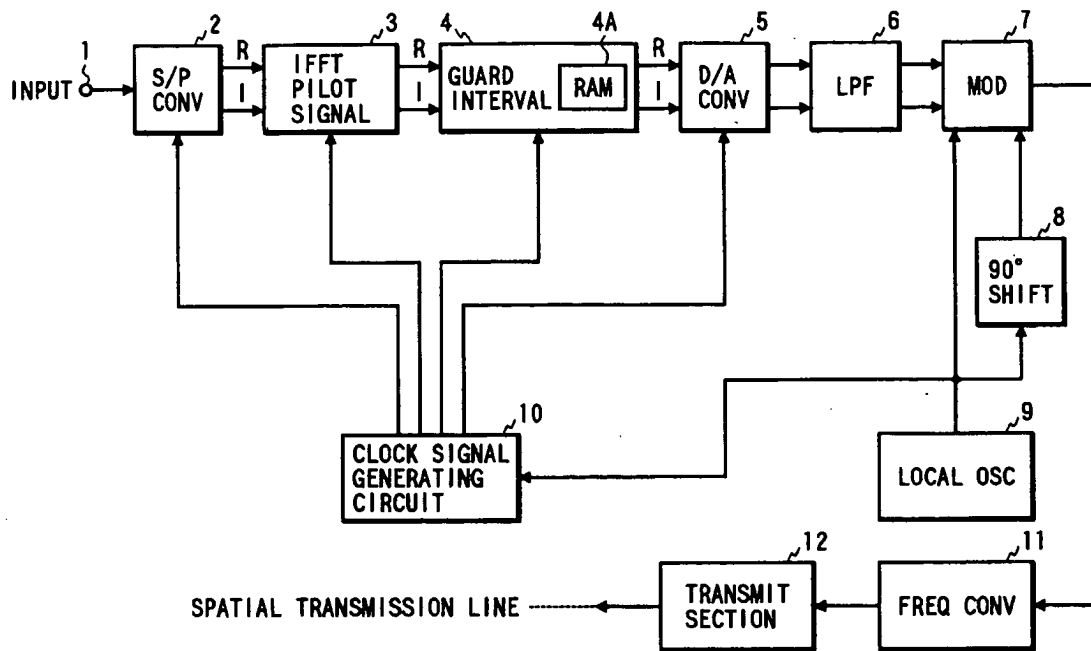 1
INPUT
2
S/P
CONV
R
I
3
IFFT
PILOT
SIGNAL
R
I
4
GUARD
INTERVAL
4A
RAM
R
I
5
D/A
CONV
6
LPF
7
MOD
8
90°
SHIFT
9
LOCAL OSC
10
CLOCK SIGNAL
GENERATING
CIRCUIT
11
FREQ CONV
12
TRANSMIT
SECTION
SPATIAL TRANSMISSION LINE